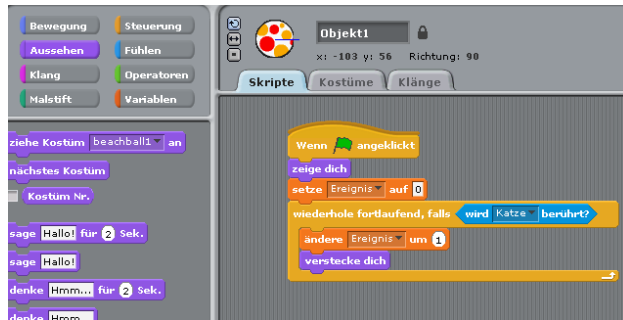 Bewegung
Steuerung
Aussehen
Fühlen
Klang
Operatoren
Malstift
Variablen
ziehe Kostüm beachball1 an
nächstes Kostüm
Kostüm Nr.
sage Hallo! für 2 Sek.
sage Hallo!
denke Hmm... für 2 Sek.
denke Hmm...
Objekt1
x: -103 y: 56 Richtung: 90
Skripte
Kostüme
Klänge
Wenn angeklickt
zeige dich
setze Ereignis auf 0
wiederhole fortlaufend, falls wird Katze berührt?
ändere Ereignis um 1
verstecke dich